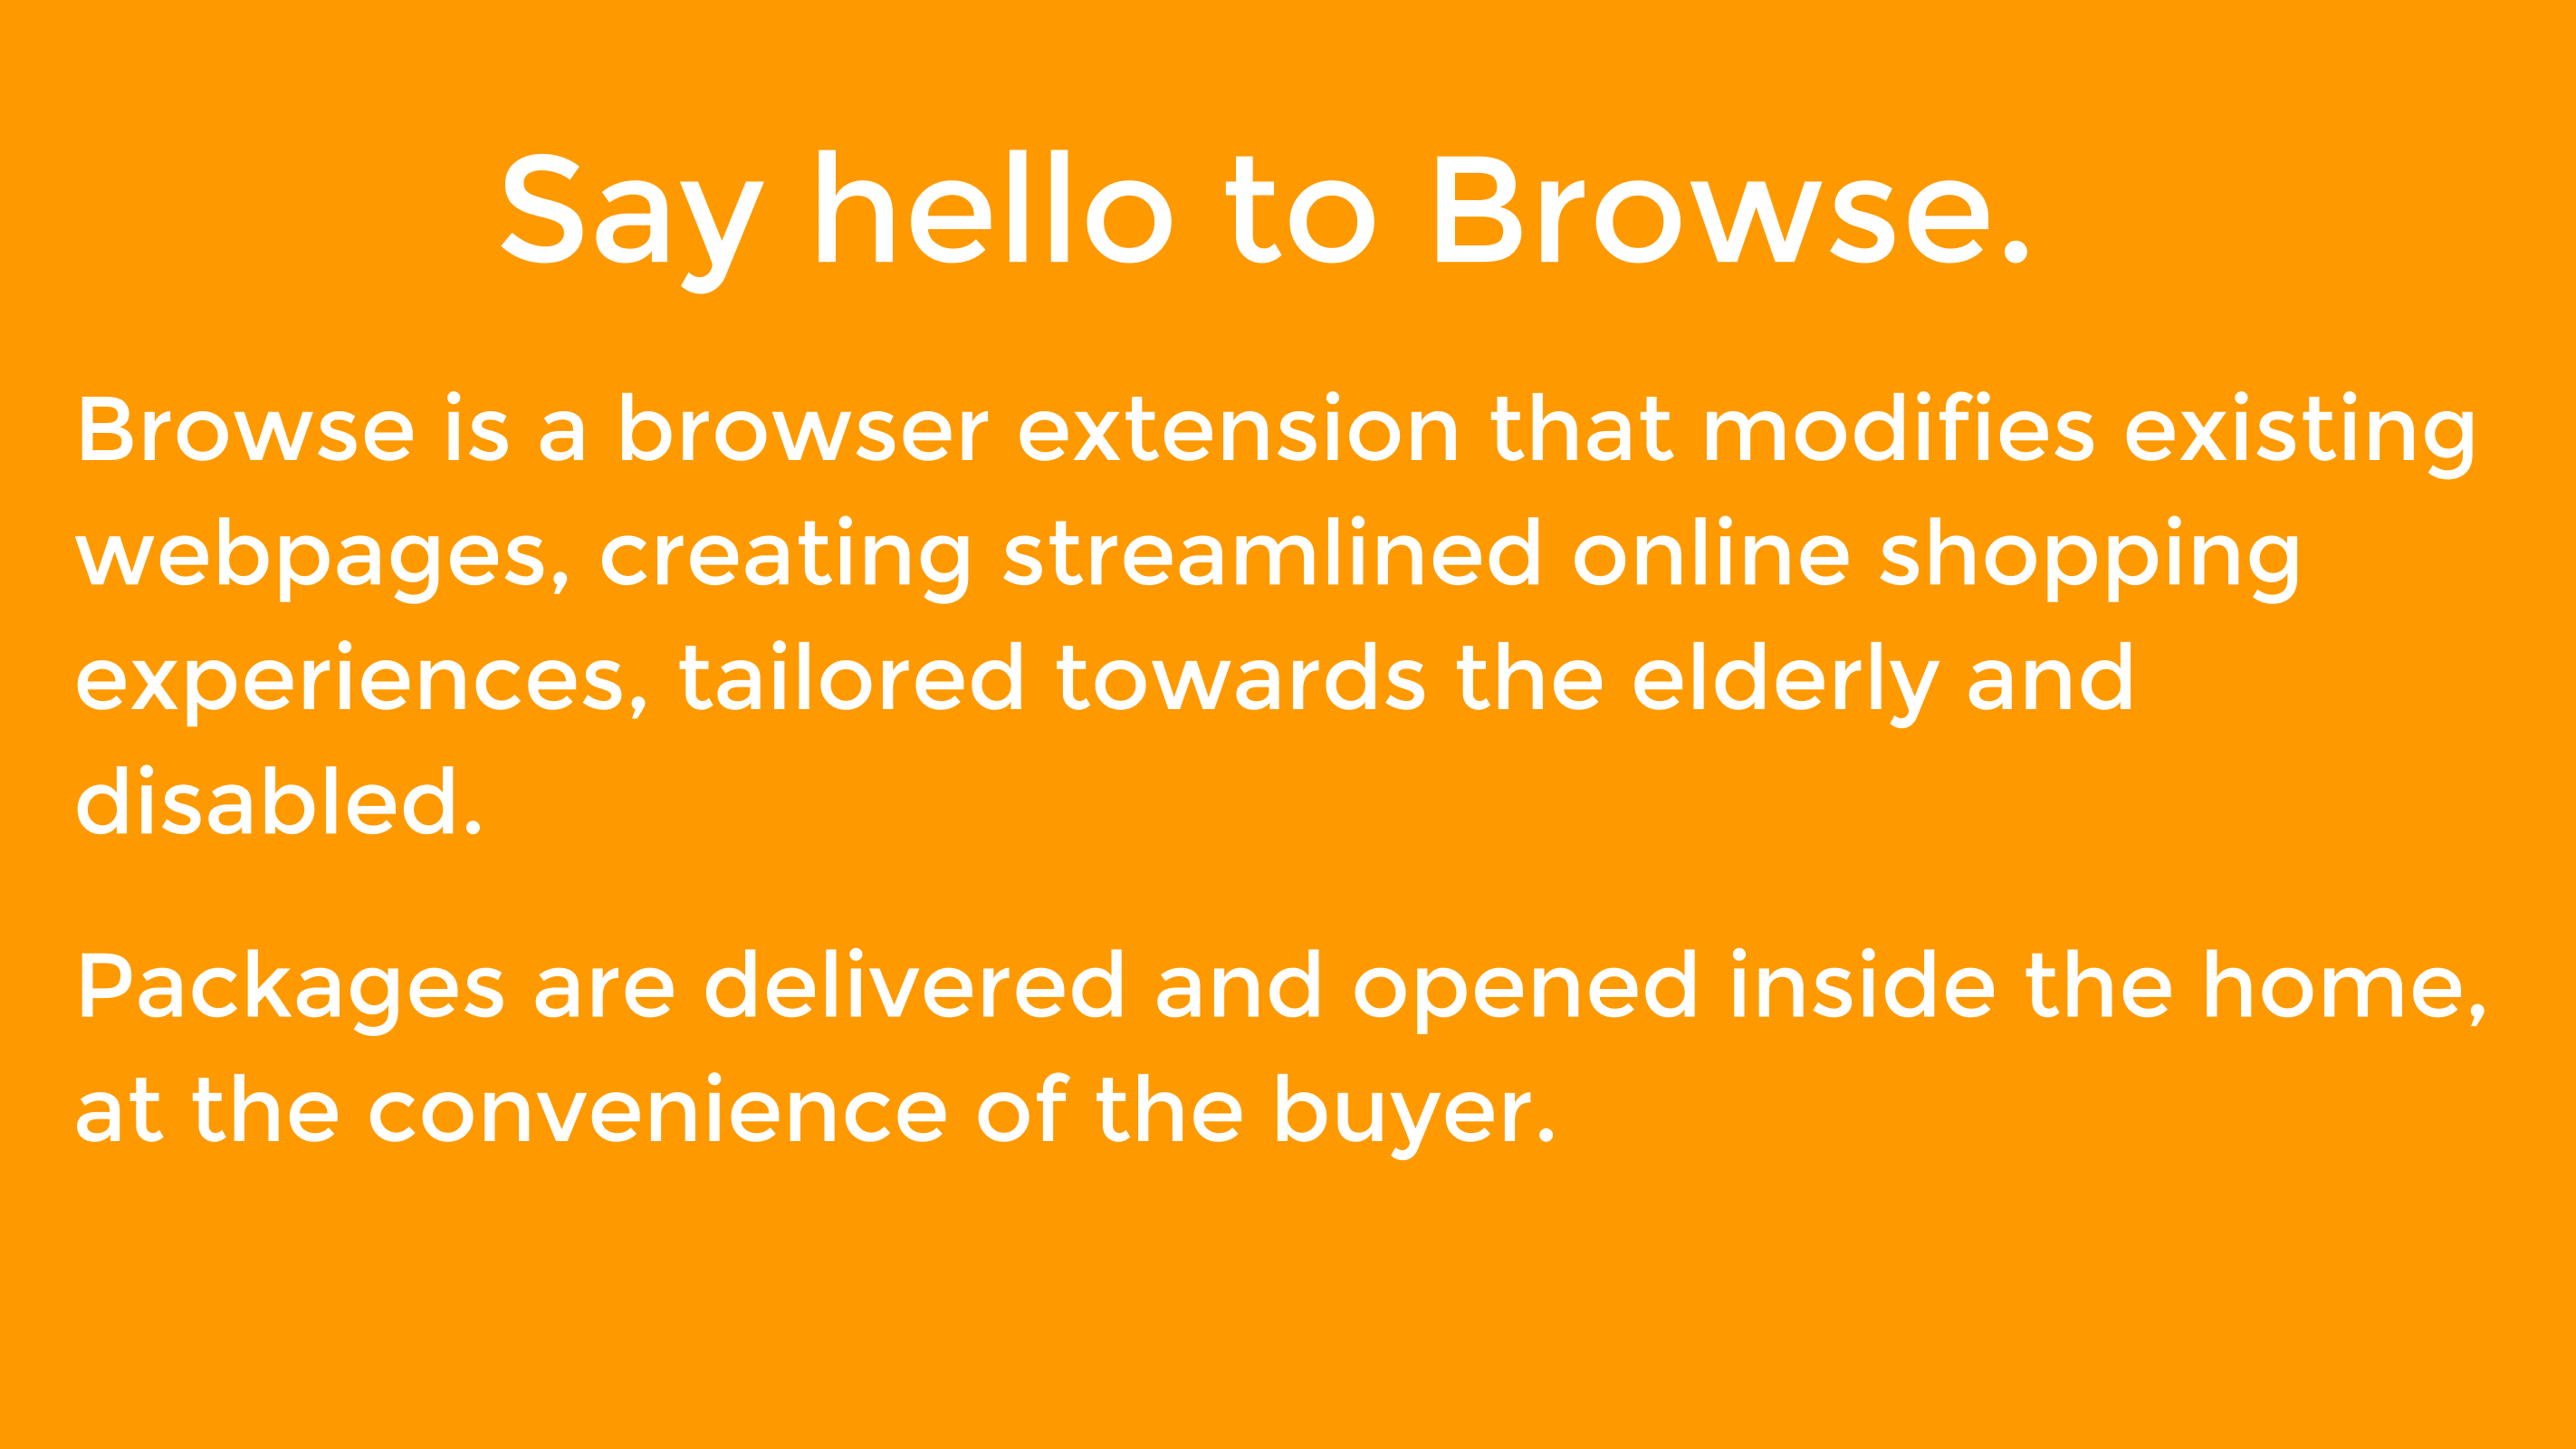 Say hello to Browse.
Browse is a browser extension that modifies existing
webpages, creating streamlined online shopping
experiences, tailored towards the elderly and
disabled.
Packages are delivered and opened inside the home,
at the convenience of the buyer.